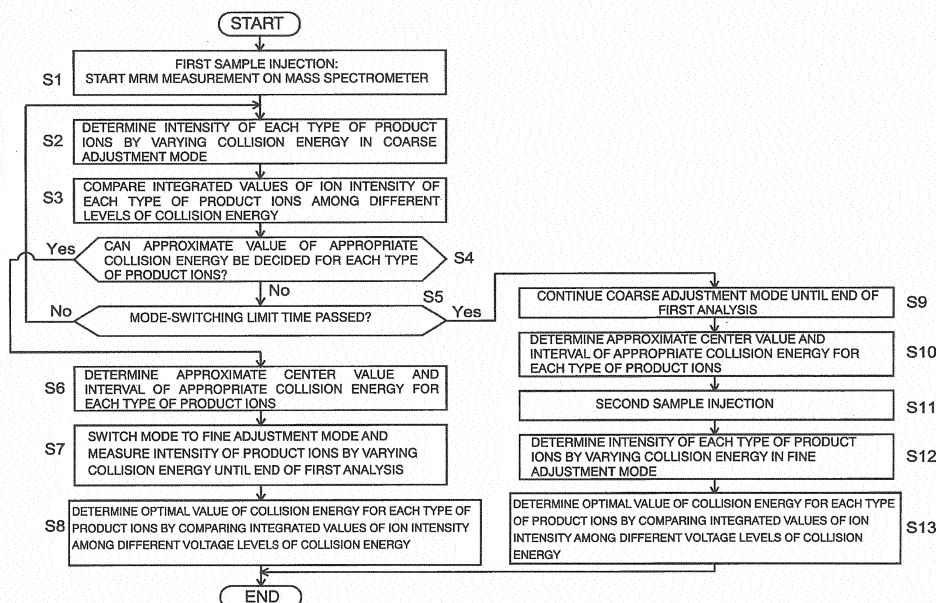 START
S1
FIRST SAMPLE INJECTION:
START MRM MEASUREMENT ON MASS SPECTROMETER
S2
DETERMINE INTENSITY OF EACH TYPE OF PRODUCT
IONS BY VARYING COLLISION ENERGY IN COARSE
ADJUSTMENT MODE
S3
COMPARE INTEGRATED VALUES OF ION INTENSITY OF
EACH TYPE OF PRODUCT IONS AMONG DIFFERENT
LEVELS OF COLLISION ENERGY
Yes
CAN APPROXIMATE VALUE OF APPROPRIATE
COLLISION ENERGY BE DECIDED FOR EACH TYPE
OF PRODUCT IONS?
S4
No
S5
No
MODE-SWITCHING LIMIT TIME PASSED?
Yes
S6
DETERMINE APPROXIMATE CENTER VALUE AND
INTERVAL OF APPROPRIATE COLLISION ENERGY FOR
EACH TYPE OF PRODUCT IONS
S7
SWITCH MODE TO FINE ADJUSTMENT MODE AND
MEASURE INTENSITY OF PRODUCT IONS BY VARYING
COLLISION ENERGY UNTIL END OF FIRST ANALYSIS
S8
DETERMINE OPTIMAL VALUE OF COLLISION ENERGY FOR EACH TYPE OF
PRODUCT IONS BY COMPARING INTEGRATED VALUES OF ION INTENSITY
AMONG DIFFERENT VOLTAGE LEVELS OF COLLISION ENERGY
CONTINUE COARSE ADJUSTMENT MODE UNTIL END OF
FIRST ANALYSIS
S9
DETERMINE APPROXIMATE CENTER VALUE AND
INTERVAL OF APPROPRIATE COLLISION ENERGY FOR
EACH TYPE OF PRODUCT IONS
S10
SECOND SAMPLE INJECTION
S11
DETERMINE INTENSITY OF EACH TYPE OF PRODUCT
IONS BY VARYING COLLISION ENERGY IN FINE
ADJUSTMENT MODE
S12
DETERMINE OPTIMAL VALUE OF COLLISION ENERGY FOR EACH TYPE
OF PRODUCT IONS BY COMPARING INTEGRATED VALUES OF ION
INTENSITY AMONG DIFFERENT VOLTAGE LEVELS OF COLLISION
ENERGY
S13
END